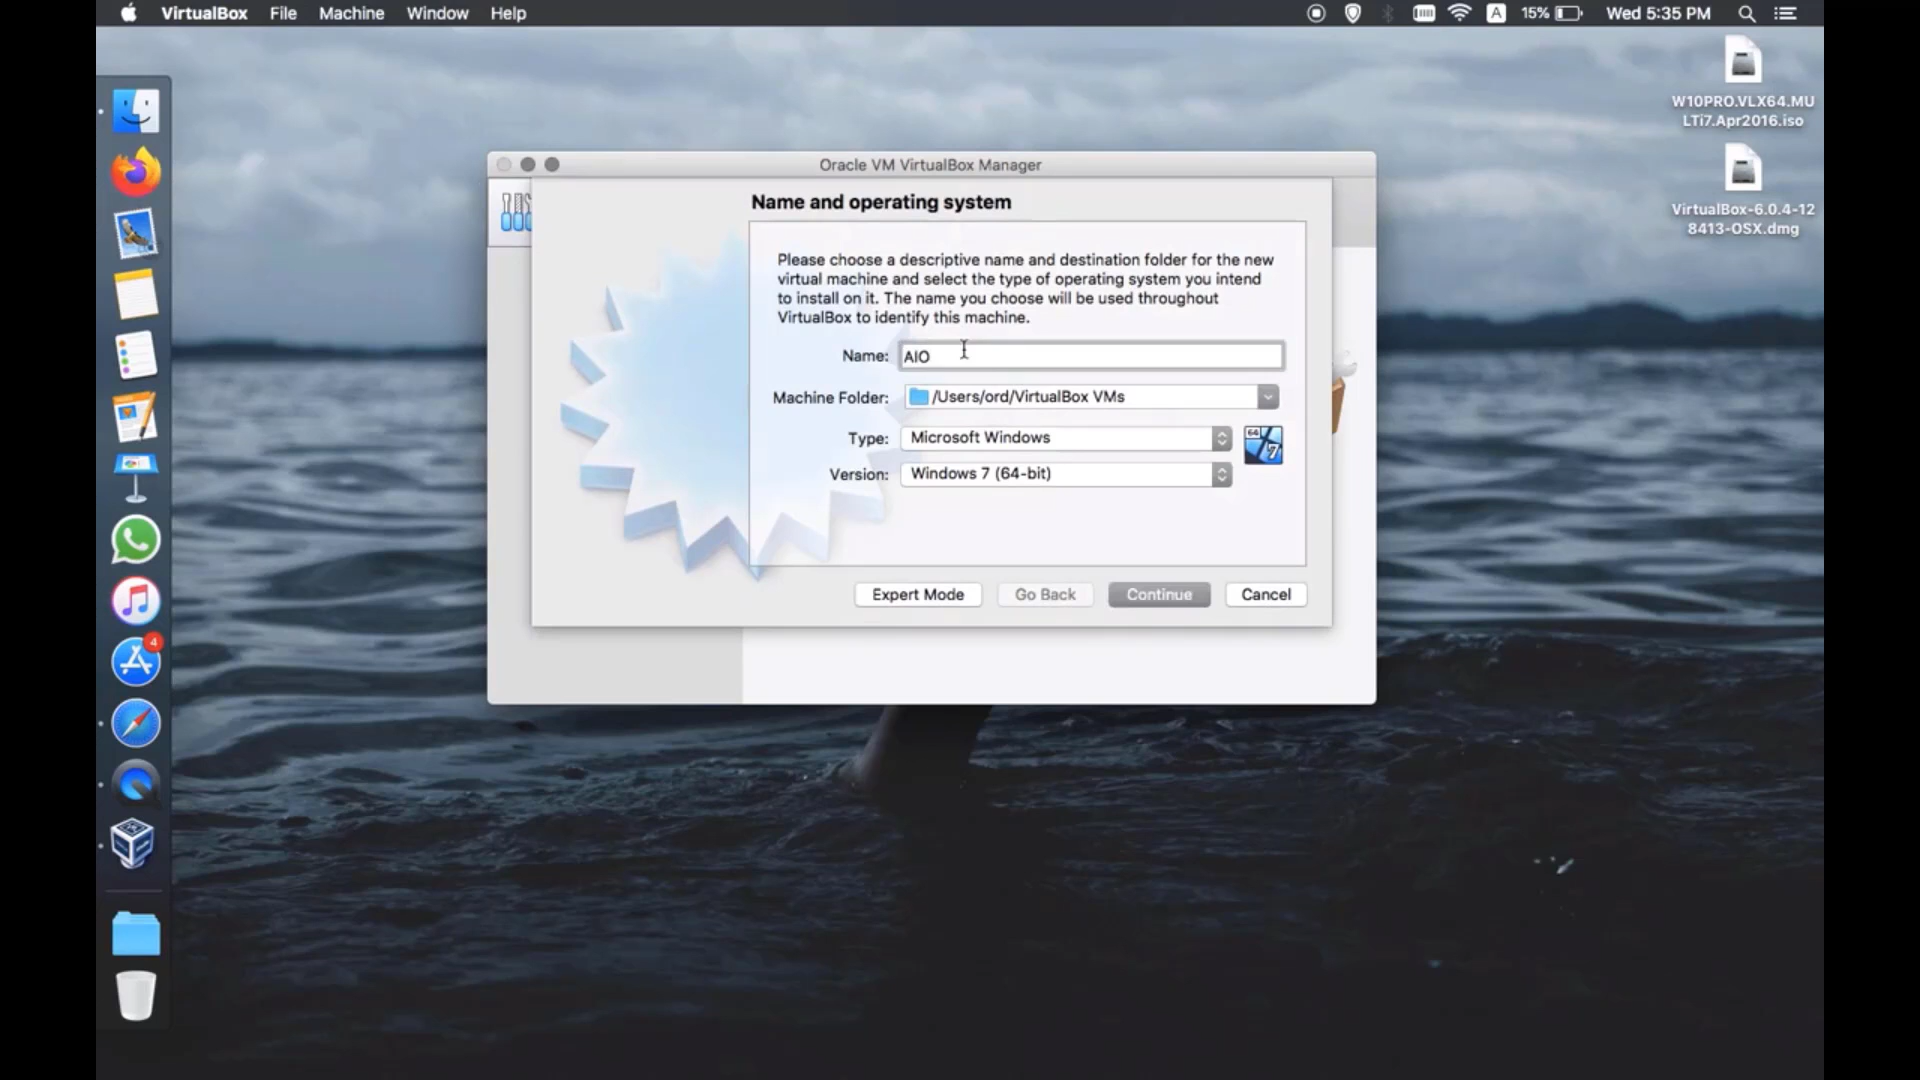 VirtualBox File Machine Window Help
A 15% Wed 5:35 PM
W10PRO.VLX64.MU
LTi7.Apr2016.iso
VirtualBox-6.0.4-12
8413-OSX.dmg
Oracle VM VirtualBox Manager
Name and operating system
Please choose a descriptive name and destination folder for the new
virtual machine and select the type of operating system you intend
to install on it. The name you choose will be used throughout
VirtualBox to identify this machine.
Name: AIO
Machine Folder: /Users/ord/VirtualBox VMs
Type: Microsoft Windows
64
7
Version: Windows 7 (64-bit)
Expert Mode Go Back Continue Cancel
4